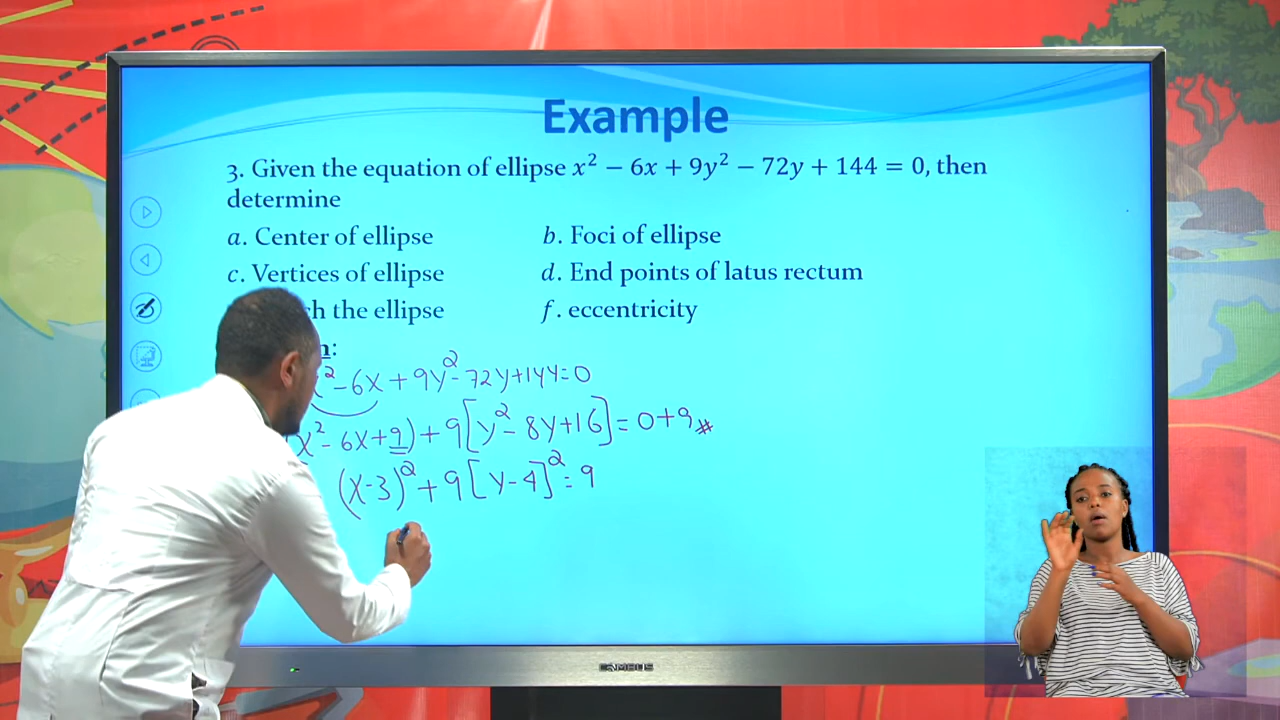 Example
3. Given the equation of ellipse x² − 6x + 9y² − 72y + 144 = 0, then
determine
a. Center of ellipse
b. Foci of ellipse
c. Vertices of ellipse
d. End points of latus rectum
the ellipse
f. eccentricity
² - 6x + 9y² - 72y + 144 = 0
(x² - 6x + 9) + 9[y² - 8y + 16] = 0 + 9
(x - 3)² + 9[y - 4]² = 9